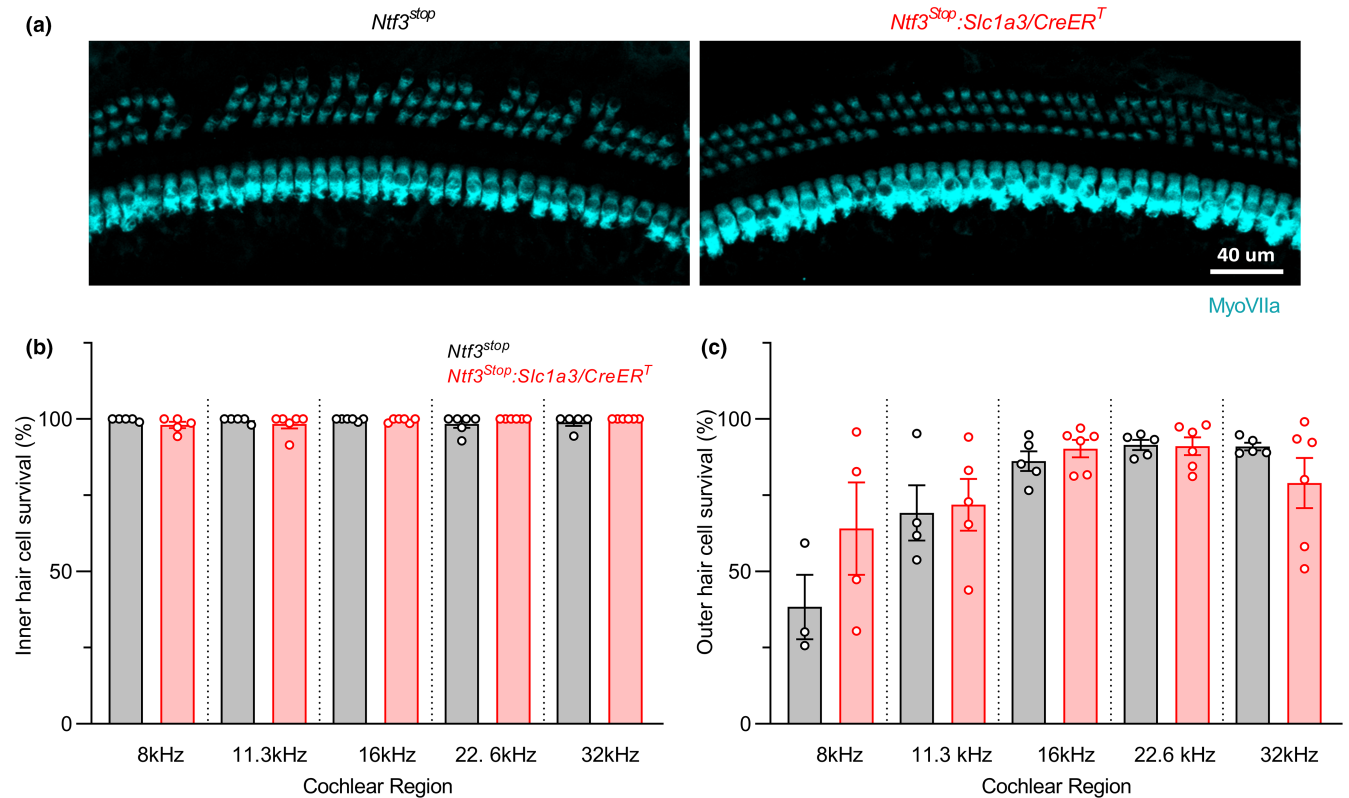 (a)
Ntf3stop
Ntf3Stop:Slc1a3/CreERT
40 um
MyoVIIa
(b)
Ntf3stop
Ntf3Stop:Slc1a3/CreERT
Inner hair cell survival (%)
100
50
0
8kHz 11.3kHz 16kHz 22. 6kHz 32kHz
Cochlear Region
(c)
Outer hair cell survival (%)
100
50
0
8kHz 11.3 kHz 16kHz 22.6 kHz 32kHz
Cochlear Region